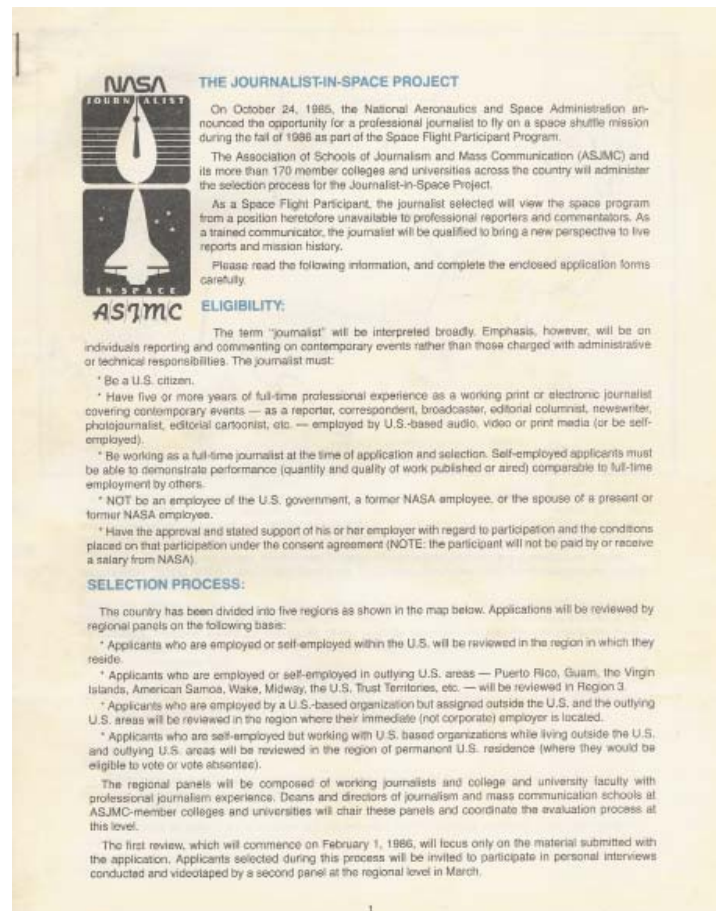 NASA
JOURNALIST
IN-SPACE
ASJMC
THE JOURNALIST-IN-SPACE PROJECT
On October 24, 1985, the National Aeronautics and Space Administration an-
nounced the opportunity for a professional journalist to fly on a space shuttle mission
during the fall of 1986 as part of the Space Flight Participant Program.
The Association of Schools of Journalism and Mass Communication (ASJMC) and
its more than 170 member colleges and universities across the country will administer
the selection process for the Journalist-in-Space Project.
As a Space Flight Participant, the journalist selected will view the space program
from a position heretofore unavailable to professional reporters and commentators. As
a trained communicator, the journalist will be qualified to bring a new perspective to live
reports and mission history.
Please read the following information, and complete the enclosed application forms
carefully.
ELIGIBILITY:
The term "journalist" will be interpreted broadly. Emphasis, however, will be on
individuals reporting and commenting on contemporary events rather than those charged with administrative
or technical responsibilities. The journalist must:
* Be a U.S. citizen.
* Have five or more years of full-time professional experience as a working print or electronic journalist
covering contemporary events — as a reporter, correspondent, broadcaster, editorial columnist, newswriter,
photojournalist, editorial cartoonist, etc. — employed by U.S.-based audio, video or print media (or be self-
employed).
* Be working as a full-time journalist at the time of application and selection. Self-employed applicants must
be able to demonstrate performance (quantity and quality of work published or aired) comparable to full-time
employment by others.
* NOT be an employee of the U.S. government, a former NASA employee, or the spouse of a present or
former NASA employee.
* Have the approval and stated support of his or her employer with regard to participation and the conditions
placed on that participation under the consent agreement (NOTE: the participant will not be paid by or receive
a salary from NASA).
SELECTION PROCESS:
The country has been divided into five regions as shown in the map below. Applications will be reviewed by
regional panels on the following basis:
* Applicants who are employed or self-employed within the U.S. will be reviewed in the region in which they
reside.
* Applicants who are employed or self-employed in outlying U.S. areas — Puerto Rico, Guam, the Virgin
Islands, American Samoa, Wake, Midway, the U.S. Trust Territories, etc. — will be reviewed in Region 3.
* Applicants who are employed by a U.S.-based organization but assigned outside the U.S. and the outlying
U.S. areas will be reviewed in the region where their immediate (not corporate) employer is located.
* Applicants who are self-employed but working with U.S. based organizations while living outside the U.S.
and outlying U.S. areas will be reviewed in the region of permanent U.S. residence (where they would be
eligible to vote or vote absentee).
The regional panels will be composed of working journalists and college and university faculty with
professional journalism experience. Deans and directors of journalism and mass communication schools at
ASJMC-member colleges and universities will chair these panels and coordinate the evaluation process at
this level.
The first review, which will commence on February 1, 1986, will focus only on the material submitted with
the application. Applicants selected during this process will be invited to participate in personal interviews
conducted and videotaped by a second panel at the regional level in March.
1